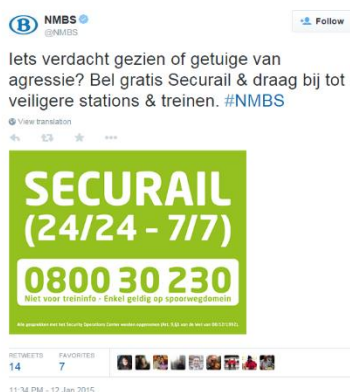 B
NMBS
@NMBS
Follow
Iets verdacht gezien of getuige van
agressie? Bel gratis Securail & draag bij tot
veiligere stations & treinen. #NMBS
View translation
SECURAIL
(24/24 - 7/7)
0800 30 230
Niet voor treininfo - Enkel geldig op spoorwegdomein
RETWEETS FAVORITES
14 7
11:34 PM - 12 Jan 2015